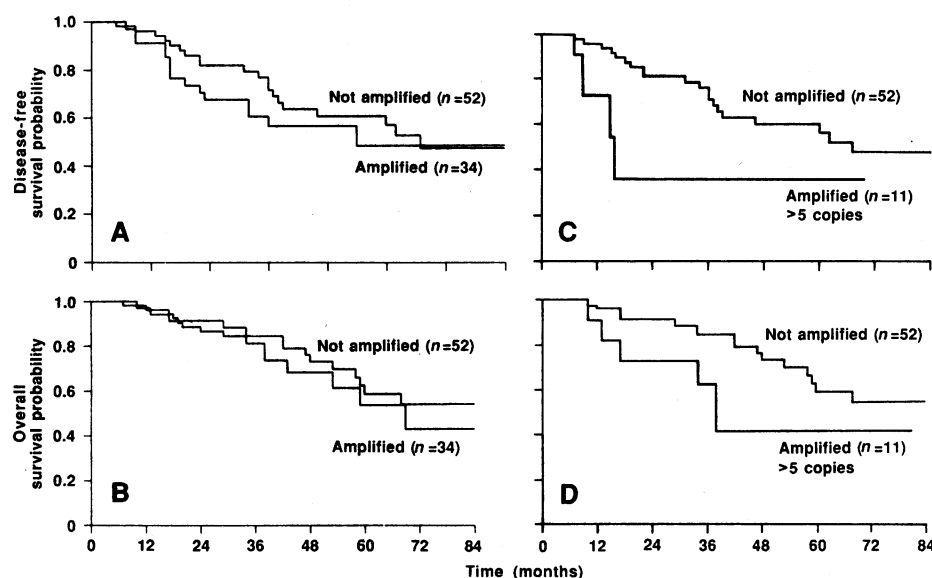 Disease-free
survival probability
1.0
0.8
0.6
0.4
0.2
0
Not amplified (n=52)
Amplified (n=34)
A
Not amplified (n=52)
Amplified (n=11)
>5 copies
C
Overall
survival probability
1.0
0.8
0.6
0.4
0.2
0
Not amplified (n=52)
Amplified (n=34)
B
0 12 24 36 48 60 72 84
Not amplified (n=52)
Amplified (n=11)
>5 copies
D
0 12 24 36 48 60 72 84
Time (months)